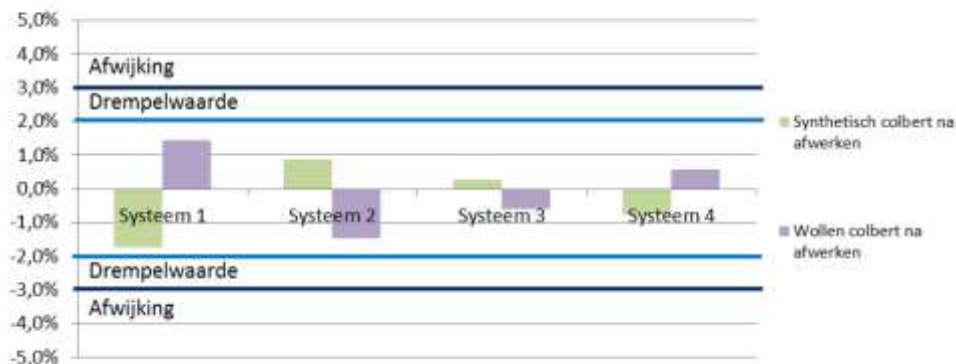 5,0%
4,0%
Afwijking
3,0%
Drempelwaarde
2,0%
1,0%
0,0%
Systeem 1
Systeem 2
Systeem 3
Systeem 4
-1,0%
-2,0%
Drempelwaarde
-3,0%
Afwijking
-4,0%
-5,0%
Synthetisch colbert na
afwerken
Wollen colbert na
afwerken